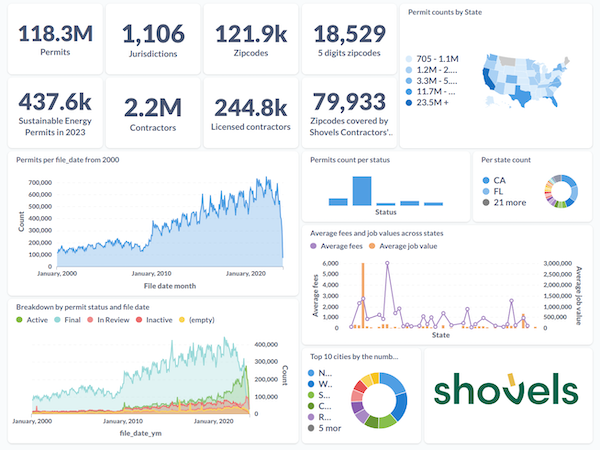 118.3M
Permits
1,106
Jurisdictions
121.9k
Zipcodes
18,529
5 digits zipcodes
Permit counts by State
705 - 1.1M
1.2M - 2....
3.3M - 5....
11.7M - ...
23.5M +
437.6k
Sustainable Energy
Permits in 2023
2.2M
Contractors
244.8k
Licensed contractors
79,933
Zipcodes covered by
Shovels Contractors'..
Permits per file_date from 2000
Count
700,000
600,000
500,000
400,000
300,000
200,000
100,000
0
January, 2000
January, 2010
January, 2020
File date month
Permits count per status
Status
Per state count
CA
FL
21 more
Average fees and job values across states
Average fees
Average job value
Average fees
6,000
5,000
4,000
3,000
2,000
1,000
0
3,000,000
2,500,000
2,000,000
1,500,000
1,000,000
500,000
0
Average job value
State
Breakdown by permit status and file date
Active
Final
In Review
Inactive
(empty)
400,000
300,000
200,000
100,000
0
Count
January, 2000
January, 2010
January, 2020
file_date_ym
Top 10 cities by the numb...
N...
W..
S...
C...
R...
5 mor
shovels